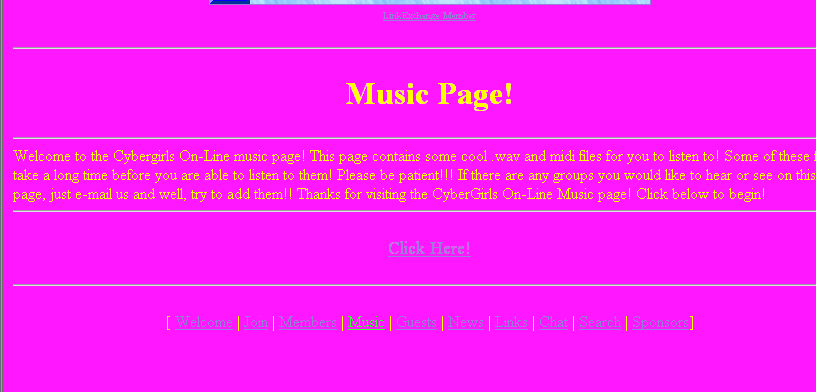 LinkExchange Member
Music Page!
Welcome to the Cybergirls On-Line music page! This page contains some cool .wav and midi files for you to listen to! Some of these
take a long time before you are able to listen to them! Please be patient!!! If there are any groups you would like to hear or see on this
page, just e-mail us and well, try to add them!! Thanks for visiting the CyberGirls On-Line Music page! Click below to begin!
Click Here!
[ Welcome | Join | Members | Music | Guests | News | Links | Chat | Search | Sponsors]